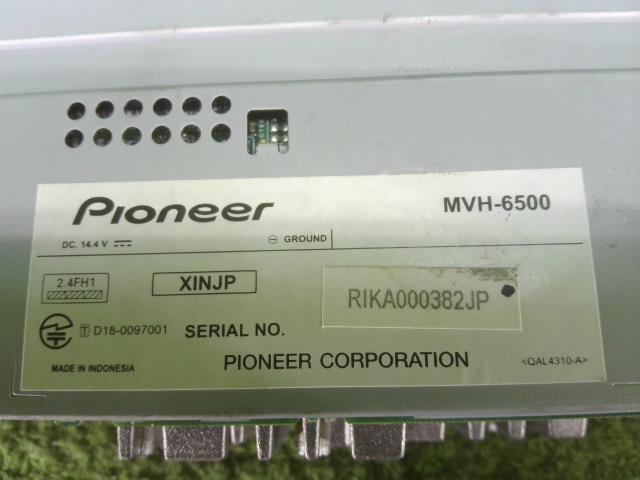 Pioneer
MVH-6500
DC. 14.4 V
⊖ GROUND
2.4FH1
XINJP
RIKA000382JP
T D18-0097001
SERIAL NO.
MADE IN INDONESIA
PIONEER CORPORATION
<QAL4310-A>